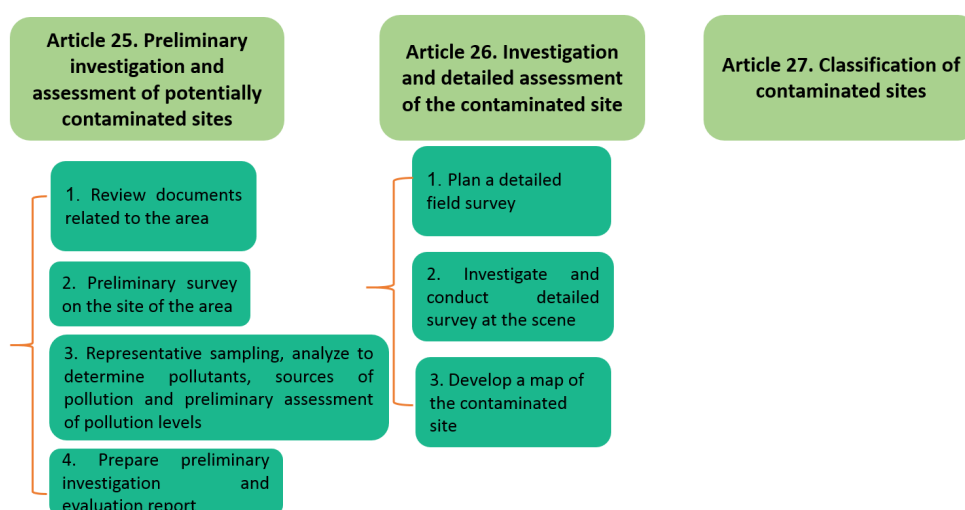 Article 25. Preliminary
investigation and
assessment of potentially
contaminated sites
1. Review documents
related to the area
2. Preliminary survey
on the site of the area
3. Representative sampling, analyze to
determine pollutants, sources of
pollution and preliminary assessment
of pollution levels
4. Prepare preliminary
investigation and
evaluation report
Article 26. Investigation
and detailed assessment
of the contaminated site
1. Plan a detailed
field survey
2. Investigate and
conduct detailed
survey at the scene
3. Develop a map of
the contaminated
site
Article 27. Classification of
contaminated sites